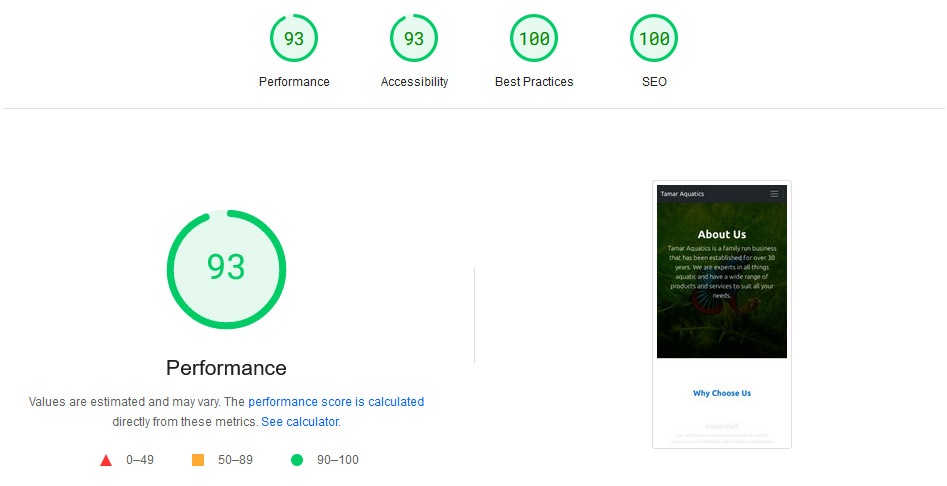 93 93 100 100
Performance Accessibility Best Practices SEO
93
Performance
Values are estimated and may vary. The performance score is calculated
directly from these metrics. See calculator.
0–49 50–89 90–100
Tamar Aquatics
About Us
Tamar Aquatics is a family run business
that has been established for over 30
years. We are experts in all things
aquatic and have a wide range of
products and services to suit all your
needs.
Why Choose Us
Expert Staff